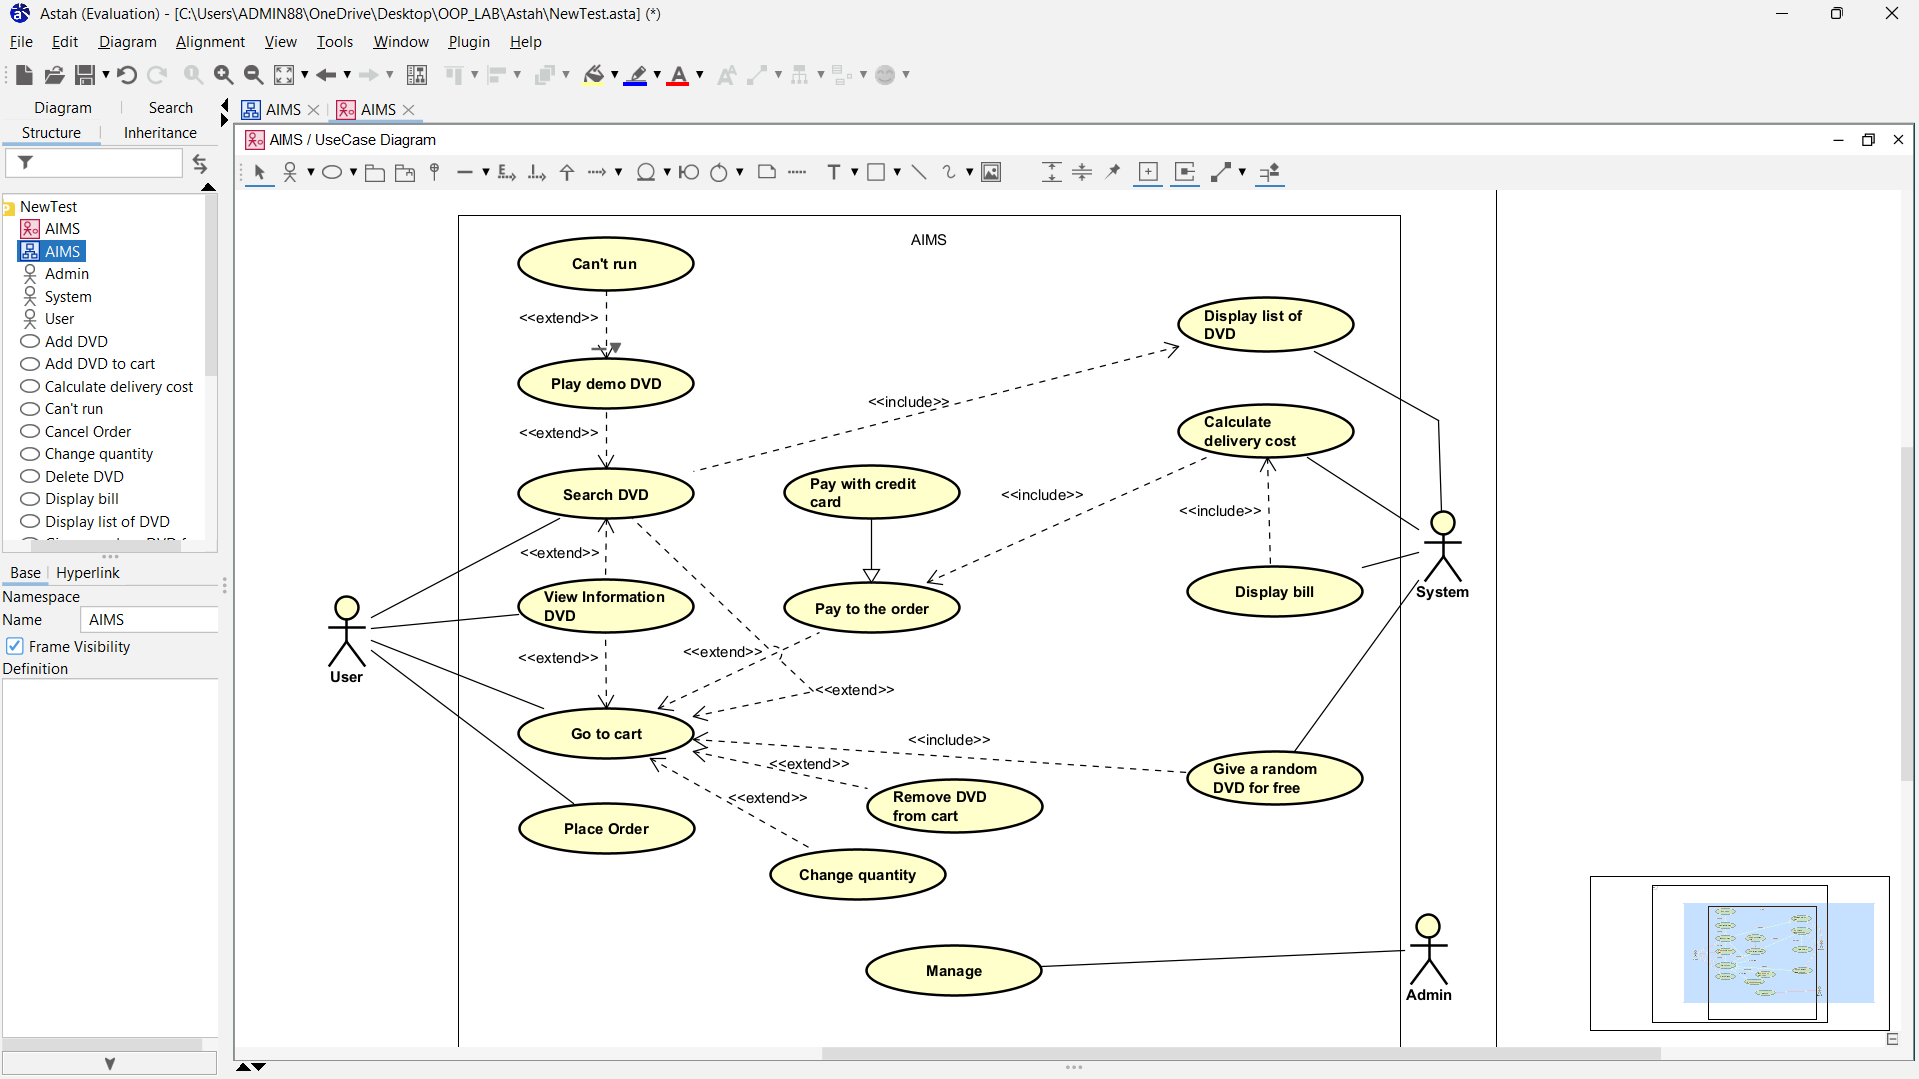 Astah (Evaluation) - [C:\Users\ADMIN88\OneDrive\Desktop\OOP_LAB\Astah\NewTest.asta] (*)
File Edit Diagram Alignment View Tools Window Plugin Help
Diagram Search
Structure Inheritance
AIMS AIMS
AIMS / UseCase Diagram
NewTest
AIMS
AIMS
Admin
System
User
Add DVD
Add DVD to cart
Calculate delivery cost
Can't run
Cancel Order
Change quantity
Delete DVD
Display bill
Display list of DVD
Base Hyperlink
Namespace
Name AIMS
Frame Visibility
Definition
AIMS
Can't run
<<extend>>
Play demo DVD
<<extend>>
Search DVD
<<extend>>
View Information
DVD
<<extend>>
Go to cart
Place Order
User
Display list of
DVD
<<include>>
Calculate
delivery cost
Pay with credit
card
<<include>>
<<include>>
Display bill
System
Pay to the order
<<extend>>
<<extend>>
<<include>>
<<extend>>
Give a random
DVD for free
<<extend>>
Remove DVD
from cart
Change quantity
Manage
Admin